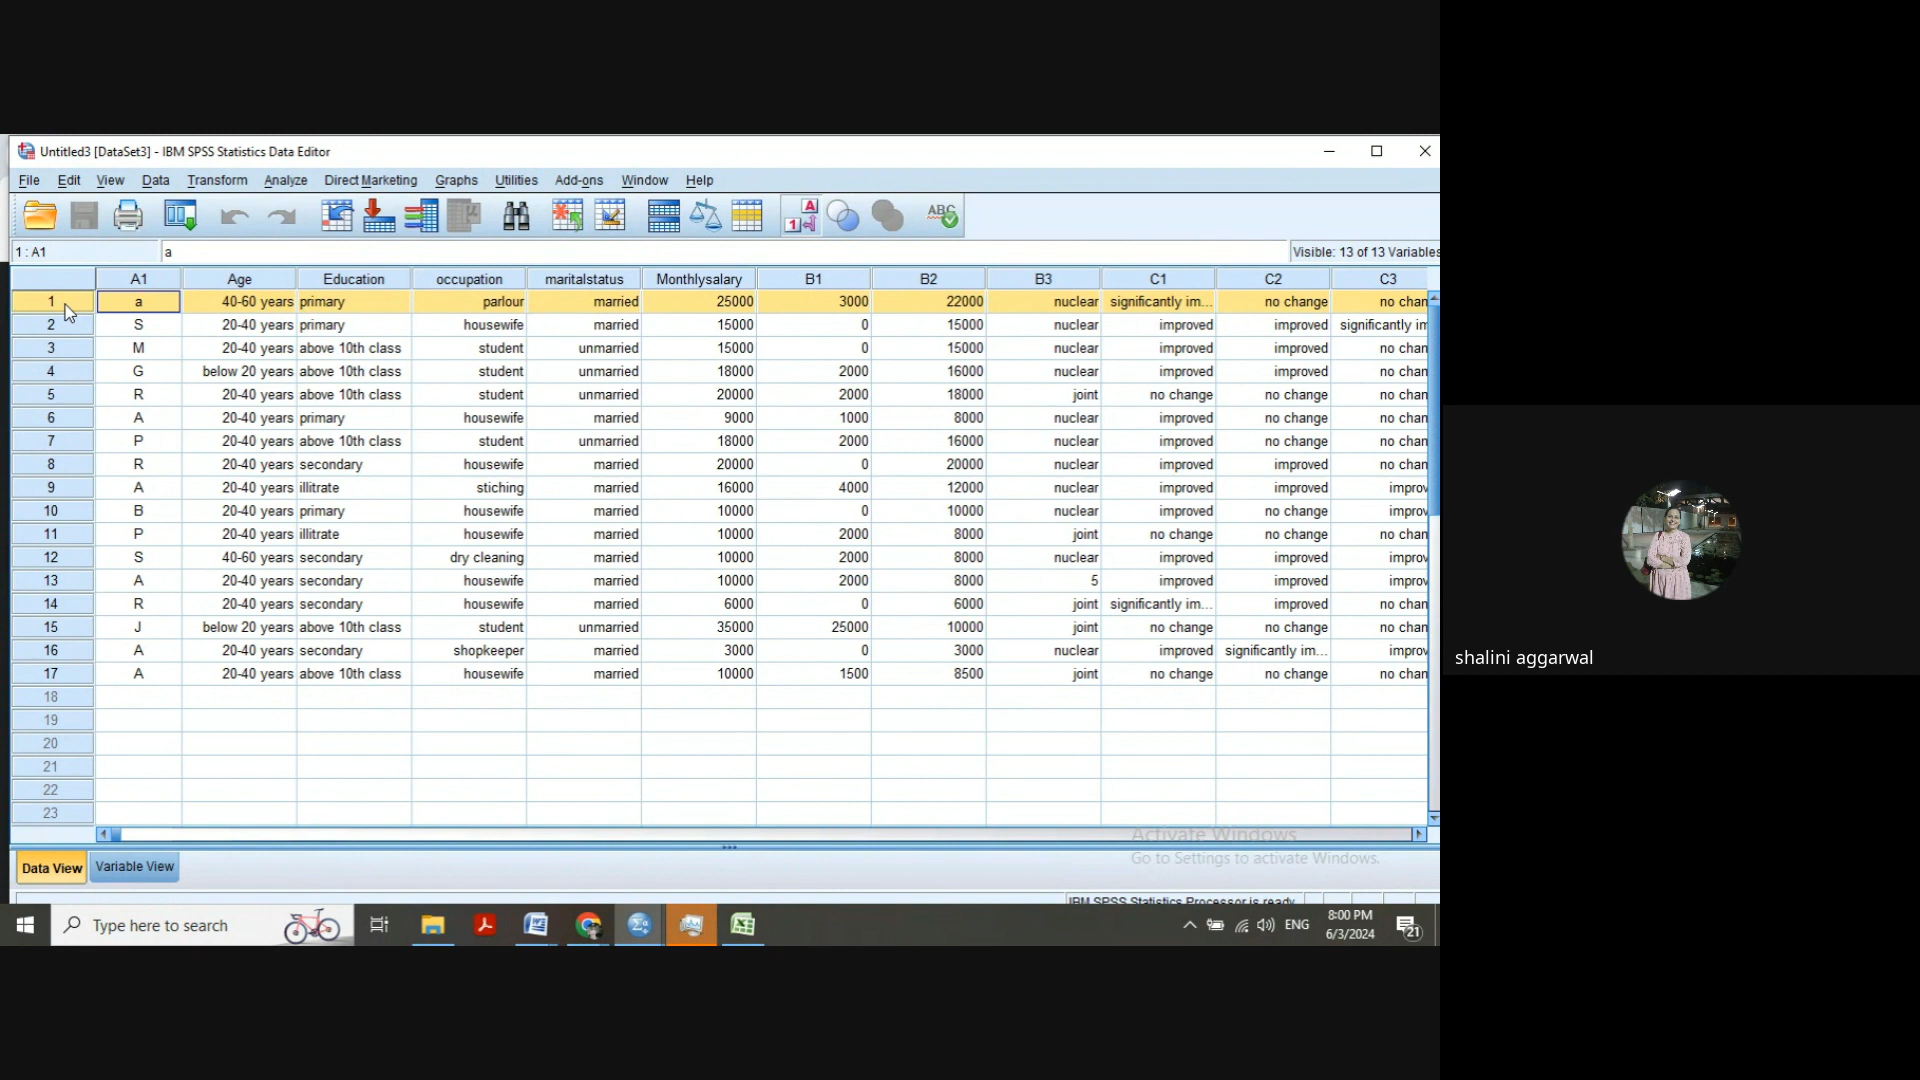 Untitled3 [DataSet3] - IBM SPSS Statistics Data Editor
File Edit View Data Transform Analyze Direct Marketing Graphs Utilities Add-ons Window Help
1 : A1 a Visible: 13 of 13 Variables
A1 Age Education occupation maritalstatus Monthlysalary B1 B2 B3 C1 C2 C3
1 a 40-60 years primary parlour married 25000 3000 22000 nuclear significantly im... no change no chan
2 S 20-40 years primary housewife married 15000 0 15000 nuclear improved improved significantly im
3 M 20-40 years above 10th class student unmarried 15000 0 15000 nuclear improved improved no chan
4 G below 20 years above 10th class student unmarried 18000 2000 16000 nuclear improved improved no chan
5 R 20-40 years above 10th class student unmarried 20000 2000 18000 joint no change no change no chan
6 A 20-40 years primary housewife married 9000 1000 8000 nuclear improved no change no chan
7 P 20-40 years above 10th class student unmarried 18000 2000 16000 nuclear improved no change no chan
8 R 20-40 years secondary housewife married 20000 0 20000 nuclear improved improved no chan
9 A 20-40 years illitrate stiching married 16000 4000 12000 nuclear improved improved improv
10 B 20-40 years primary housewife married 10000 0 10000 nuclear improved no change improv
11 P 20-40 years illitrate housewife married 10000 2000 8000 joint no change no change no chan
12 S 40-60 years secondary dry cleaning married 10000 2000 8000 nuclear improved improved improv
13 A 20-40 years secondary housewife married 10000 2000 8000 5 improved improved improv
14 R 20-40 years secondary housewife married 6000 0 6000 joint significantly im... improved no chan
15 J below 20 years above 10th class student unmarried 35000 25000 10000 joint no change no change no chan
16 A 20-40 years secondary shopkeeper married 3000 0 3000 nuclear improved significantly im... improv
17 A 20-40 years above 10th class housewife married 10000 1500 8500 joint no change no change no chan
18
19
20
21
22
23
Activate Windows
Go to Settings to activate Windows.
Data View Variable View
IBM SPSS Statistics Processor is ready
Type here to search
ENG
8:00 PM
6/3/2024
21
shalini aggarwal